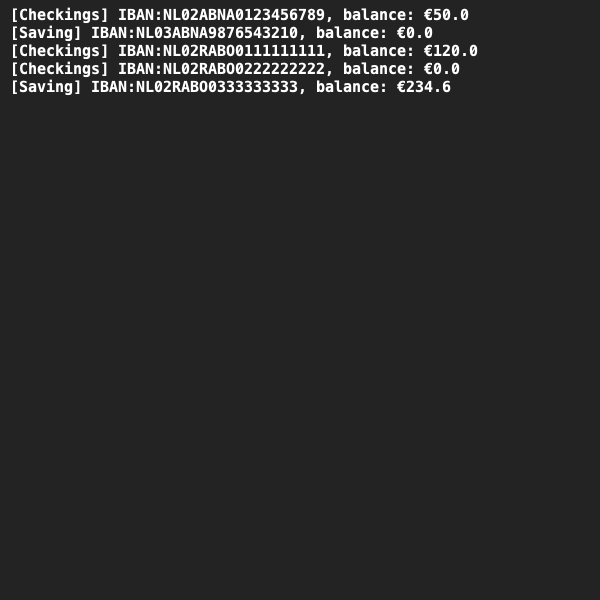 [Checkings] IBAN:NL02ABNA0123456789, balance: €50.0
[Saving] IBAN:NL03ABNA9876543210, balance: €0.0
[Checkings] IBAN:NL02RABO0111111111, balance: €120.0
[Checkings] IBAN:NL02RABO0222222222, balance: €0.0
[Saving] IBAN:NL02RABO0333333333, balance: €234.6